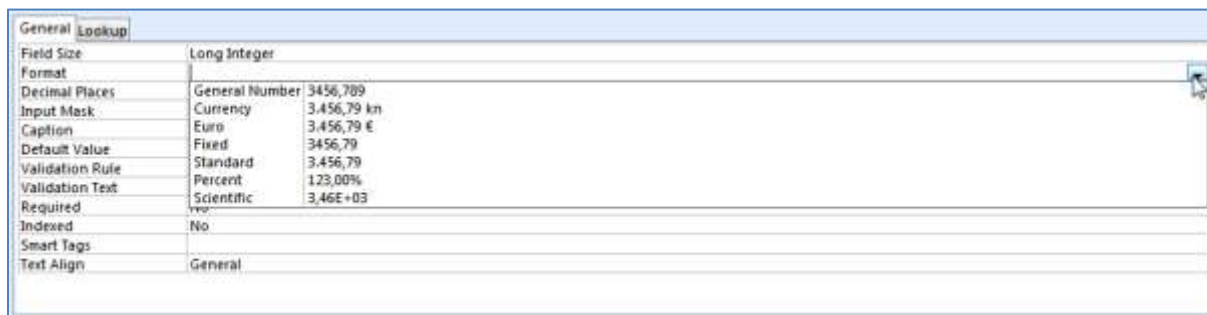 General Lookup
Field Size Long Integer
Format
Decimal Places General Number 3456,789
Input Mask Currency 3.456,79 kn
Caption Euro 3.456,79 €
Default Value Fixed 3456,79
Validation Rule Standard 3.456,79
Validation Text Percent 123,00%
Required Scientific 3,46E+03
Indexed No
Smart Tags
Text Align General